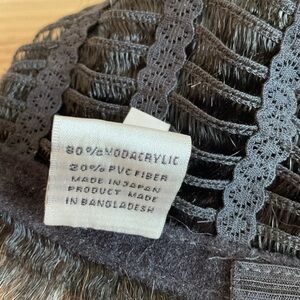 80%MODACRYLIC
20% PVC FIBER
MADE IN JAPAN
PRODUCT MADE
IN BANGLADESH